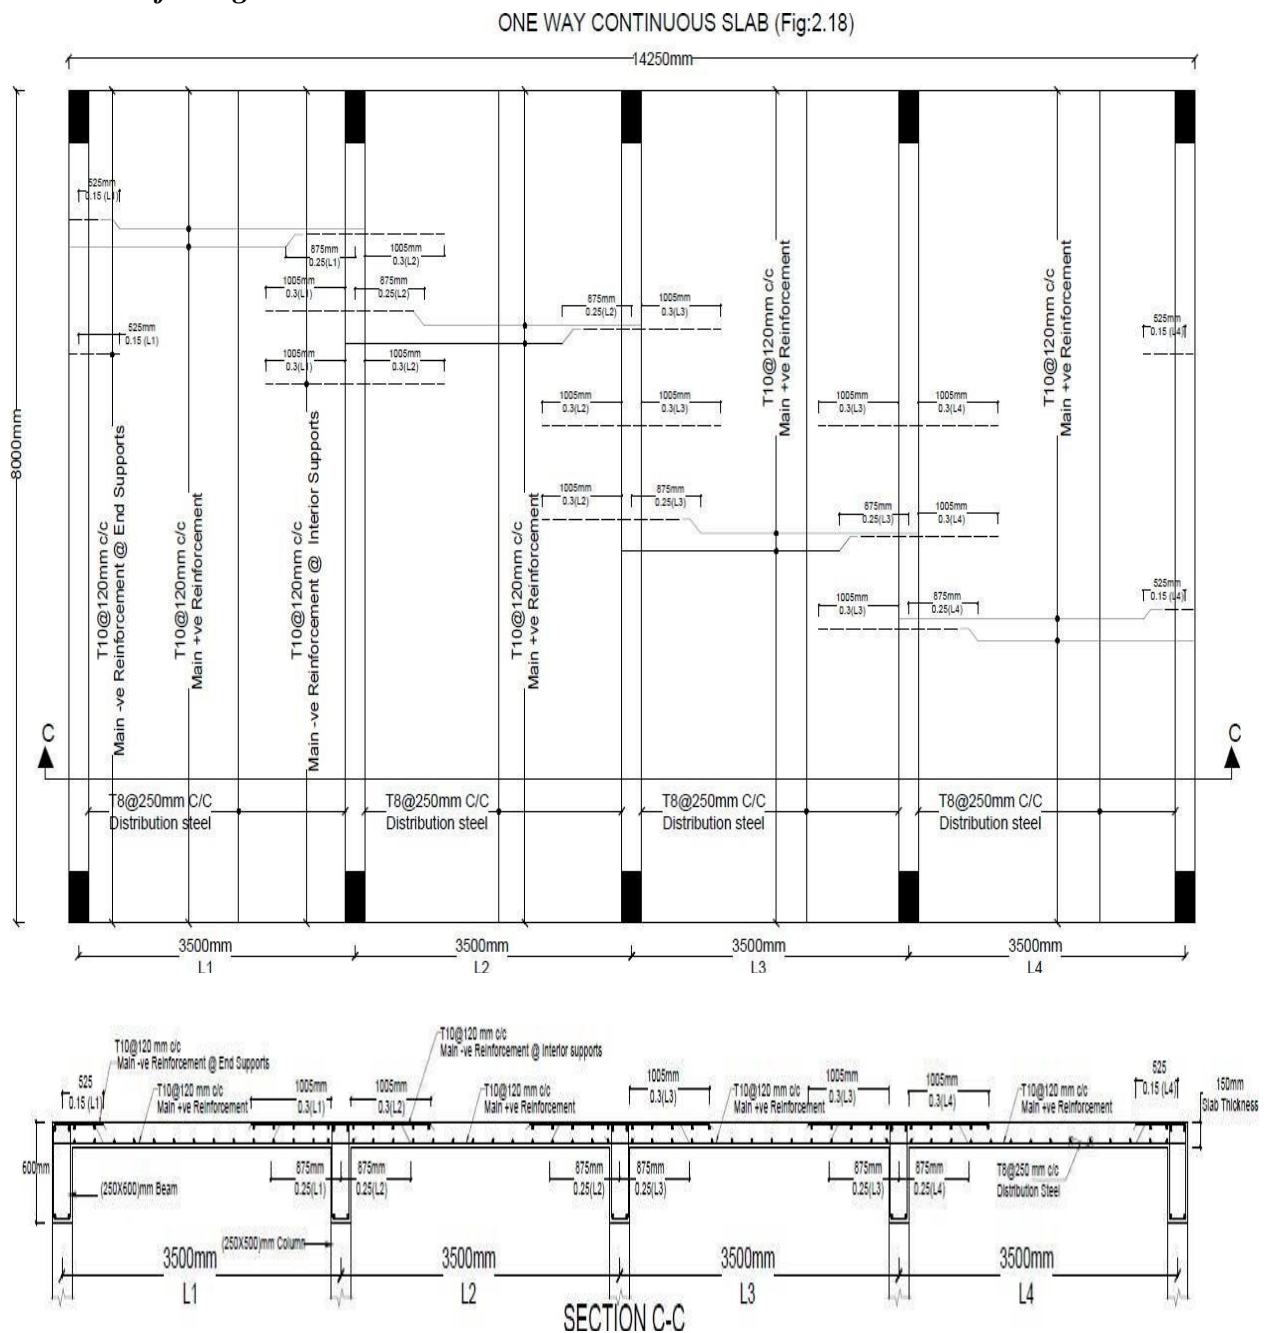 ONE WAY CONTINUOUS SLAB (Fig:2.18)
14250mm
8000mm
525mm
0.15 (L1)
875mm
0.25(L1)
1005mm
0.3(L2)
1005mm
0.3(L1)
875mm
0.25(L2)
875mm
0.25(L2)
1005mm
0.3(L3)
525mm
0.15 (L1)
525mm
0.15 (L4)
1005mm
0.3(L1)
1005mm
0.3(L2)
1005mm
0.3(L2)
1005mm
0.3(L3)
1005mm
0.3(L3)
1005mm
0.3(L4)
1005mm
0.3(L2)
875mm
0.25(L3)
875mm
0.25(L3)
1005mm
0.3(L4)
1005mm
0.3(L3)
875mm
0.25(L4)
525mm
0.15 (L4)
T10@120mm c/c
Main -ve Reinforcement @ End Supports
T10@120mm c/c
Main +ve Reinforcement
T10@120mm c/c
Main -ve Reinforcement @ Interior Supports
T10@120mm c/c
Main +ve Reinforcement
T10@120mm c/c
Main +ve Reinforcement
T10@120mm c/c
Main +ve Reinforcement
C
C
T8@250mm C/C
Distribution steel
T8@250mm C/C
Distribution steel
T8@250mm C/C
Distribution steel
T8@250mm C/C
Distribution steel
3500mm
L1
3500mm
L2
3500mm
L3
3500mm
L4
T10@120 mm c/c
Main -ve Reinforcement @ End Supports
T10@120 mm c/c
Main -ve Reinforcement @ Interior supports
525
0.15 (L1)
T10@120 mm c/c
Main +ve Reinforcement
1005mm
0.3(L1)
1005mm
0.3(L2)
T10@120 mm c/c
Main +ve Reinforcement
1005mm
0.3(L3)
T10@120 mm c/c
Main +ve Reinforcement
1005mm
0.3(L3)
1005mm
0.3(L4)
T10@120 mm c/c
Main +ve Reinforcement
525
0.15 (L4)
150mm
Slab Thickness
600mm
(250X600)mm Beam
875mm
0.25(L1)
875mm
0.25(L2)
875mm
0.25(L2)
875mm
0.25(L3)
875mm
0.25(L3)
875mm
0.25(L4)
T8@250 mm c/c
Distribution Steel
(250X500)mm Column
3500mm
L1
3500mm
L2
3500mm
L3
3500mm
L4
SECTION C-C